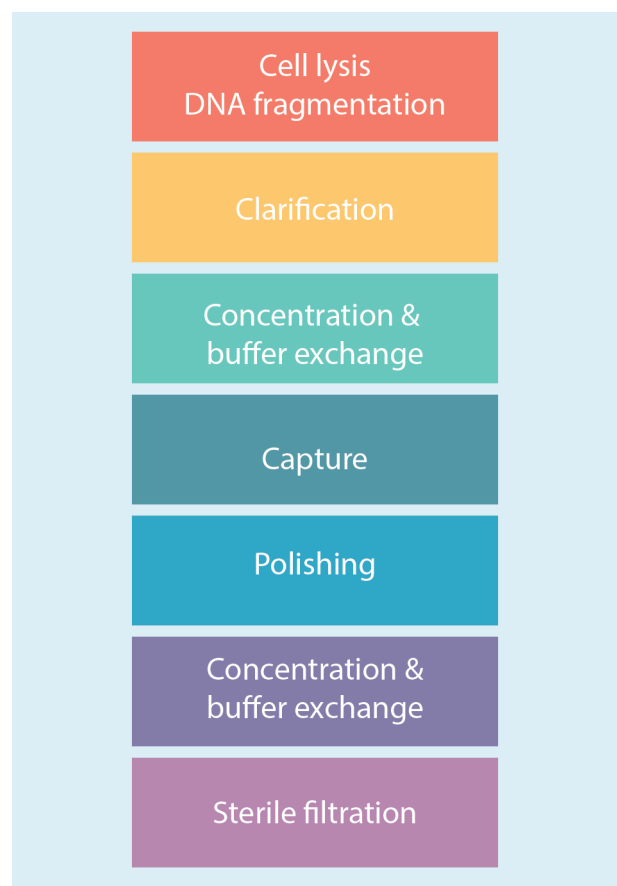 Cell lysis
DNA fragmentation
Clarification
Concentration &
buffer exchange
Capture
Polishing
Concentration &
buffer exchange
Sterile filtration